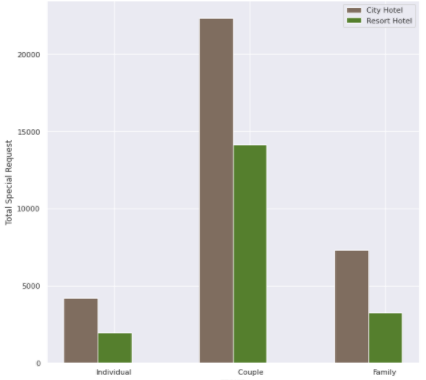 City Hotel
Resort Hotel
Total Special Request
20000
15000
10000
5000
0
Individual
Couple
Family